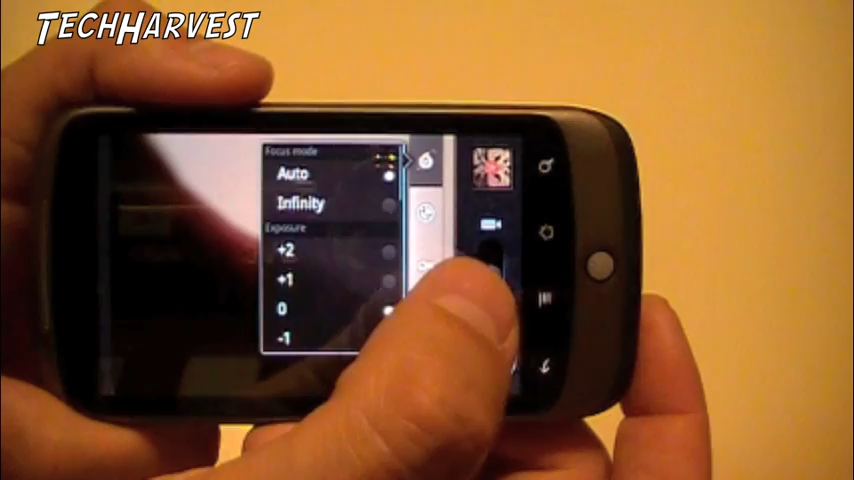 TECHHARVEST
Focus mode
Auto
Infinity
Exposure
+2
+1
0
-1